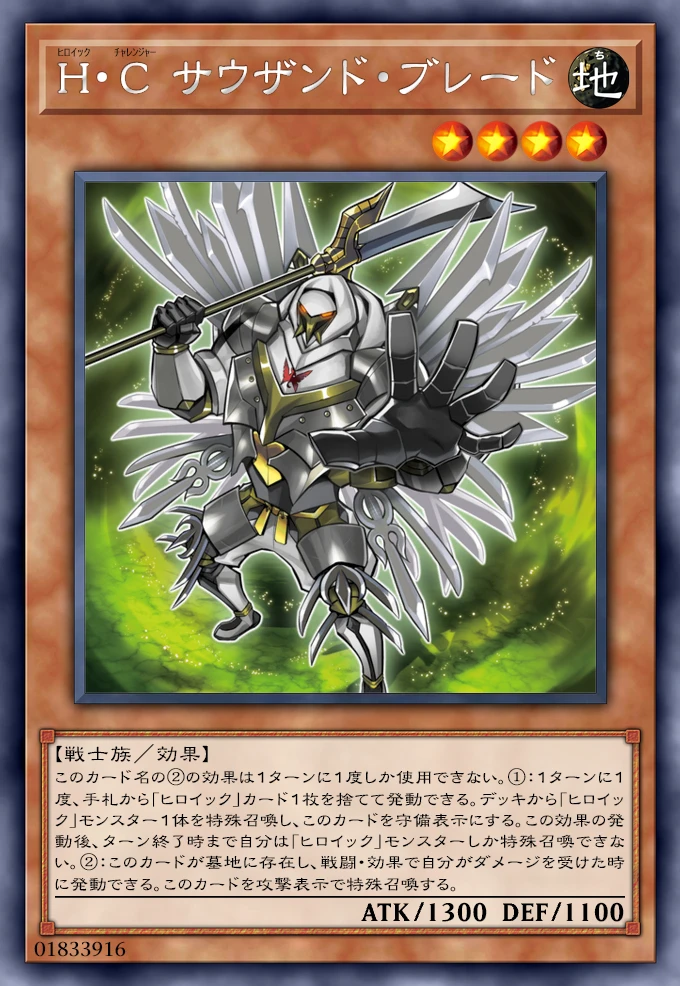 ヒロイック チャレンジャー
H・C サウザンド・ブレード
ち
地
【戦士族／効果】
このカード名の②の効果は1ターンに1度しか使用できない。①：1ターンに1
度、手札から「ヒロイック」カード1枚を捨てて発動できる。デッキから「ヒロイッ
ク」モンスター1体を特殊召喚し、このカードを守備表示にする。この効果の発
動後、ターン終了時まで自分は「ヒロイック」モンスターしか特殊召喚できな
い。②：このカードが墓地に存在し、戦闘・効果で自分がダメージを受けた時
に発動できる。このカードを攻撃表示で特殊召喚する。
ATK/1300 DEF/1100
01833916